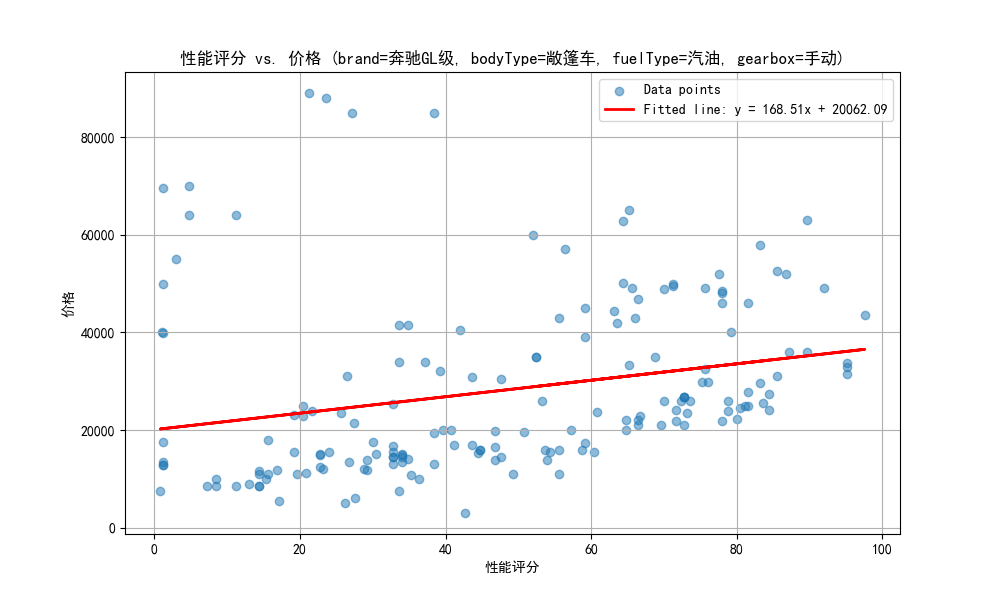 性能评分 vs. 价格 (brand=奔驰GL级, bodyType=敞篷车, fuelType=汽油, gearbox=手动)
Data points
Fitted line: y = 168.51x + 20062.09
价格
80000
60000
40000
20000
0
0 20 40 60 80 100
性能评分